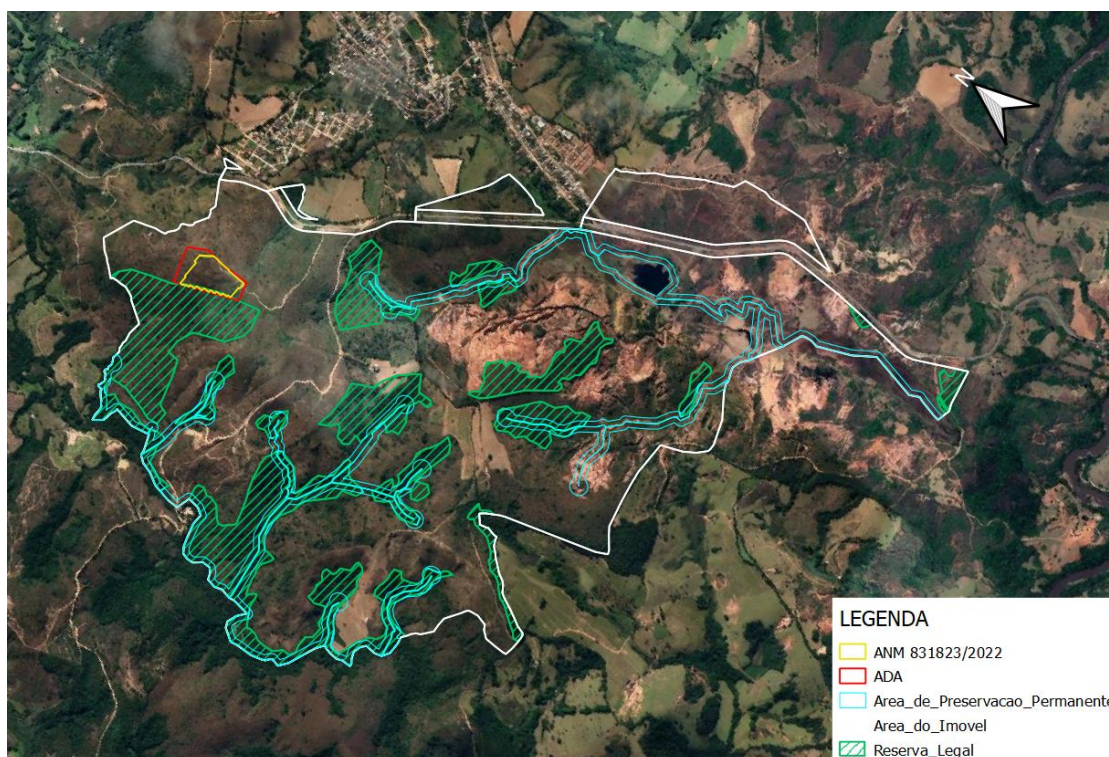 N
LEGENDA
ANM 831823/2022
ADA
Area_de_Preservacao_Permanente
Area_do_Imovel
Reserva_Legal